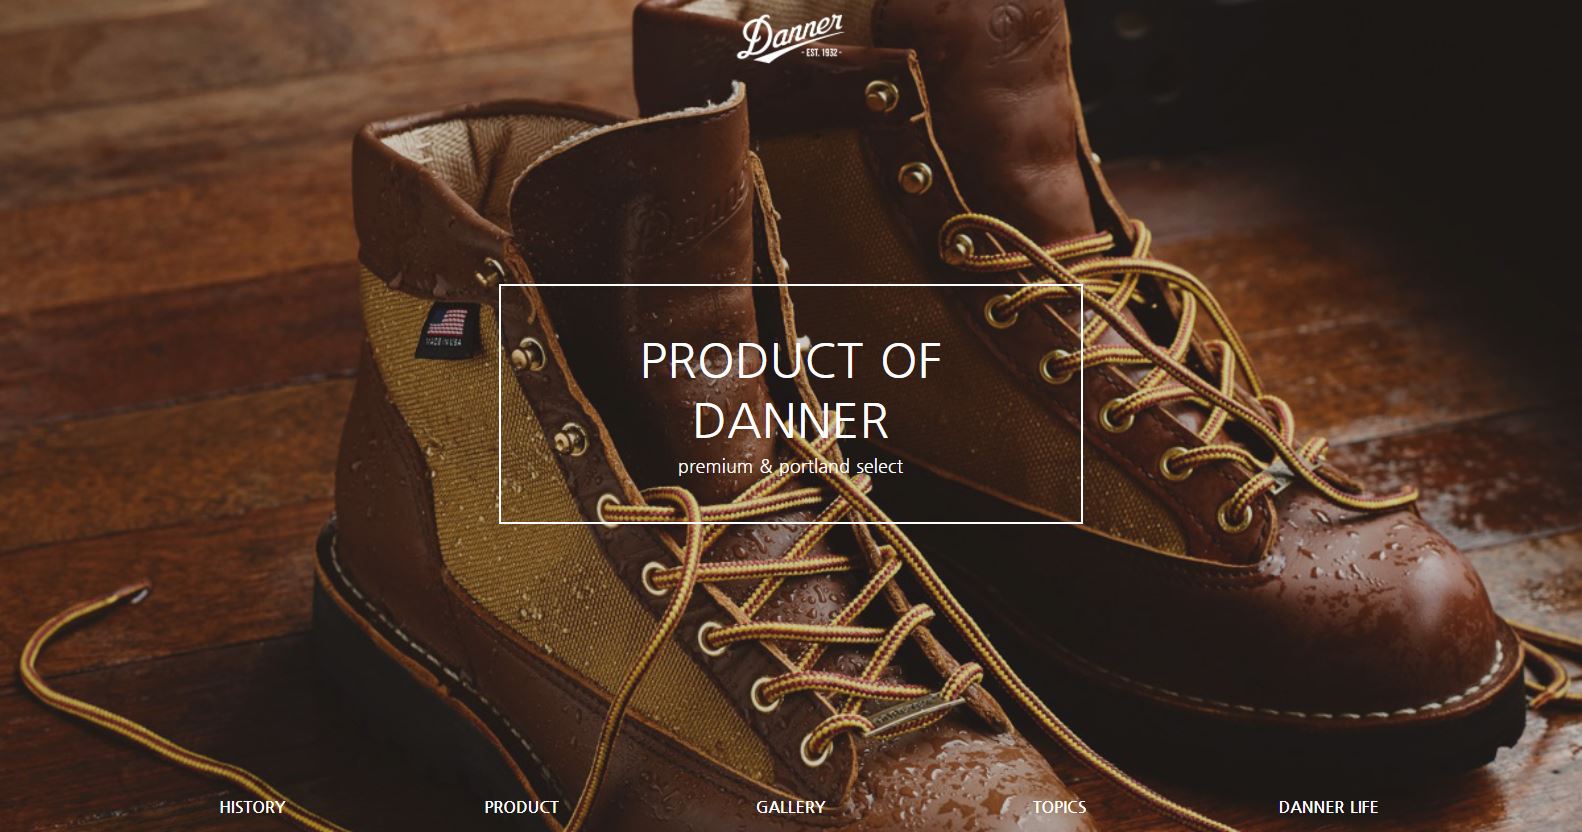 Danner
- EST. 1932 -
MADE IN USA
PRODUCT OF
DANNER
premium & portland select
HISTORY
PRODUCT
GALLERY
TOPICS
DANNER LIFE